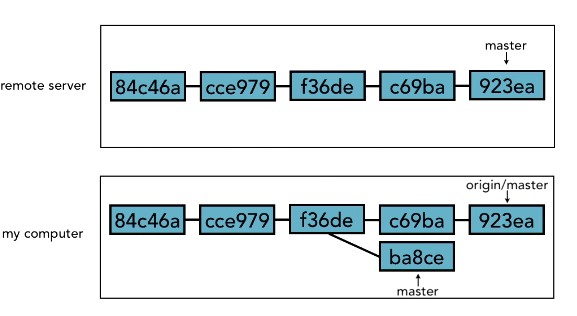 master
remote server
84c46a
cce979
f36de
c69ba
923ea
origin/master
my computer
84c46a
cce979
f36de
c69ba
923ea
ba8ce
master